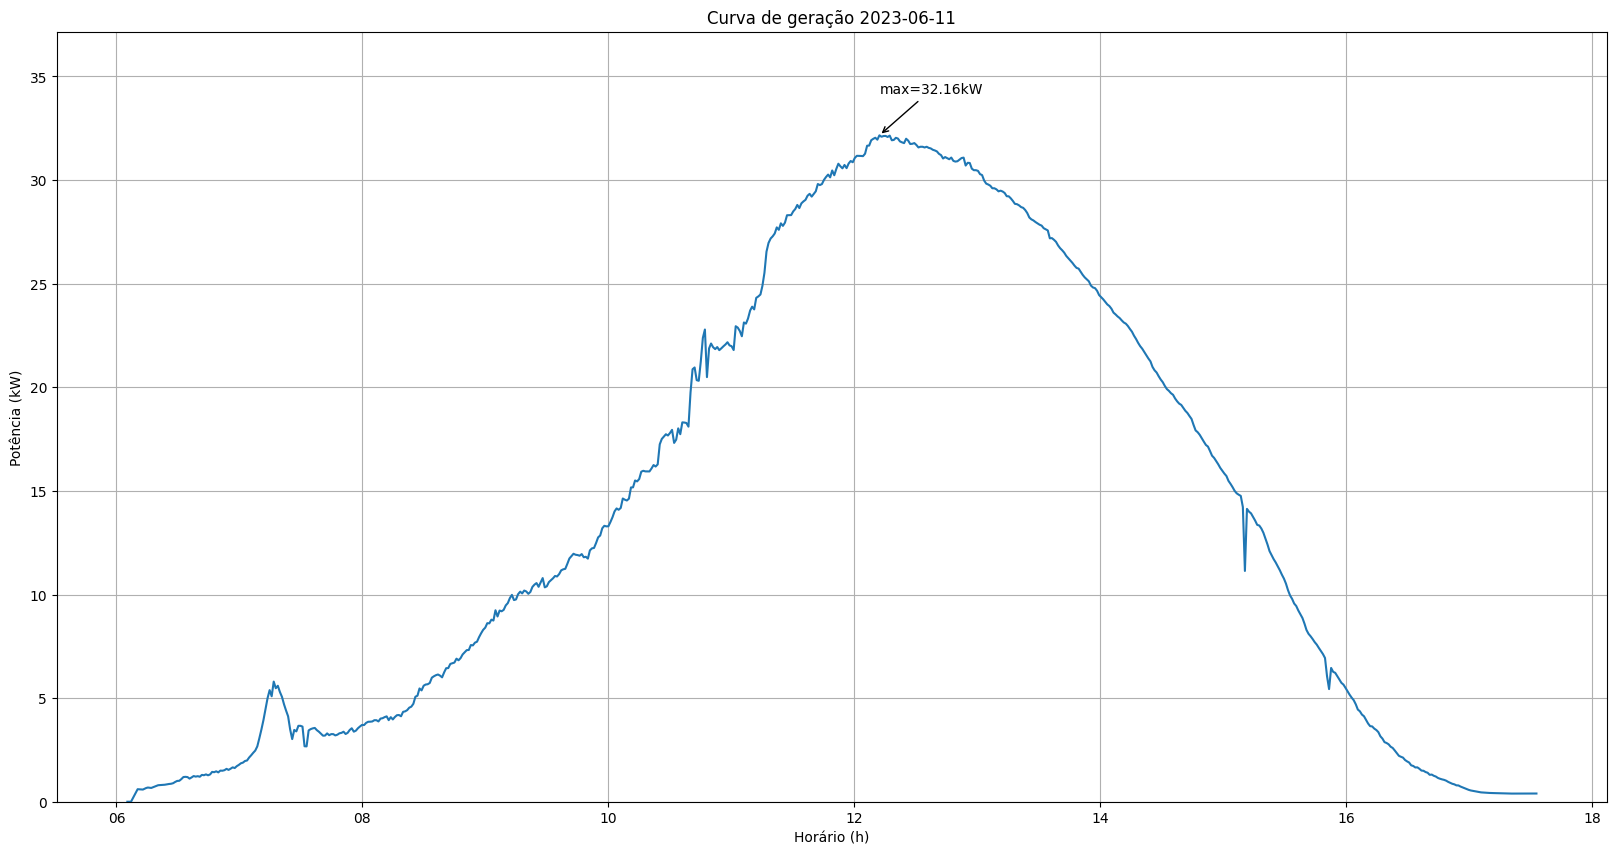 Curva de geração 2023-06-11
max=32.16kW
Potência (kW)
35
30
25
20
15
10
5
0
06 08 10 12 14 16 18
Horário (h)